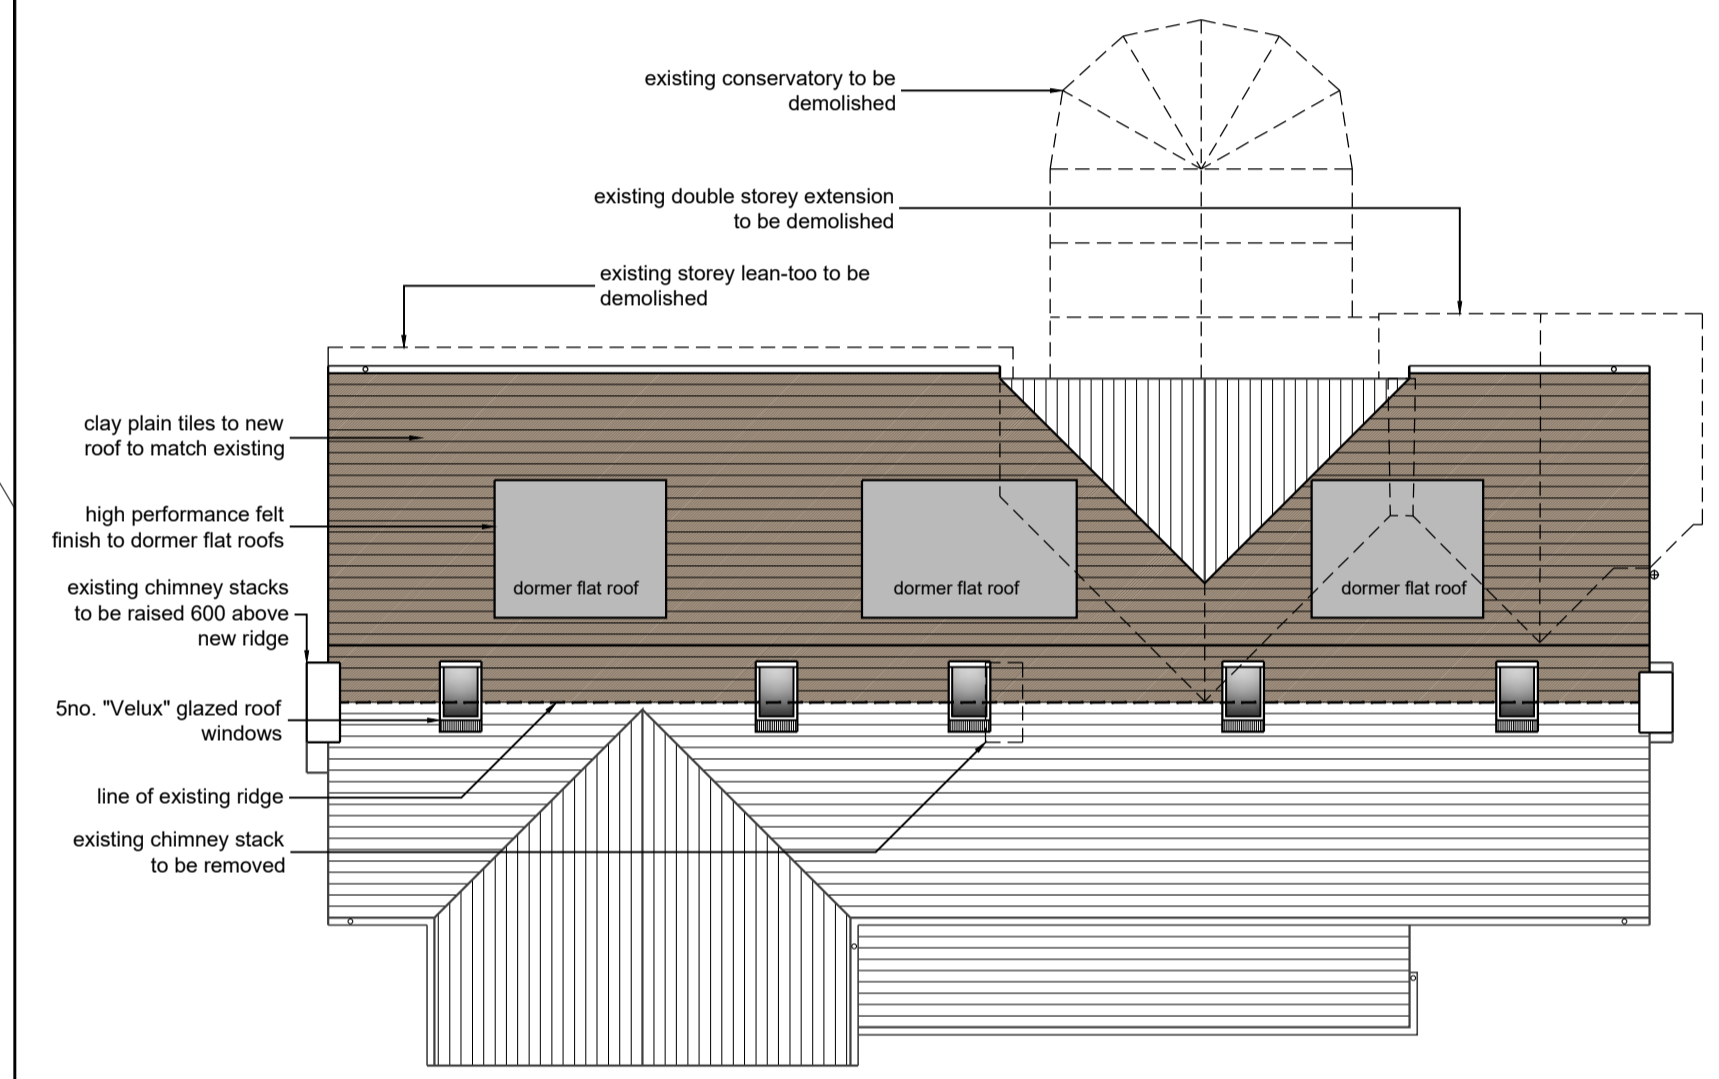 existing conservatory to be
demolished
existing double storey extension
to be demolished
existing storey lean-too to be
demolished
clay plain tiles to new
roof to match existing
high performance felt
finish to dormer flat roofs
dormer flat roof
dormer flat roof
dormer flat roof
existing chimney stacks
to be raised 600 above
new ridge
5no. "Velux" glazed roof
windows
line of existing ridge
existing chimney stack
to be removed